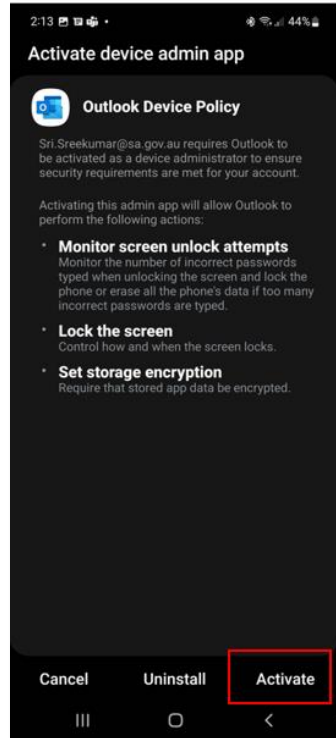 2:13
44%
Activate device admin app
Outlook Device Policy
Sri.Sreekumar@sa.gov.au requires Outlook to
be activated as a device administrator to ensure
security requirements are met for your account.
Activating this admin app will allow Outlook to
perform the following actions:
• Monitor screen unlock attempts
Monitor the number of incorrect passwords
typed when unlocking the screen and lock the
phone or erase all the phone's data if too many
incorrect passwords are typed.
• Lock the screen
Control how and when the screen locks.
• Set storage encryption
Require that stored app data be encrypted.
Cancel Uninstall Activate